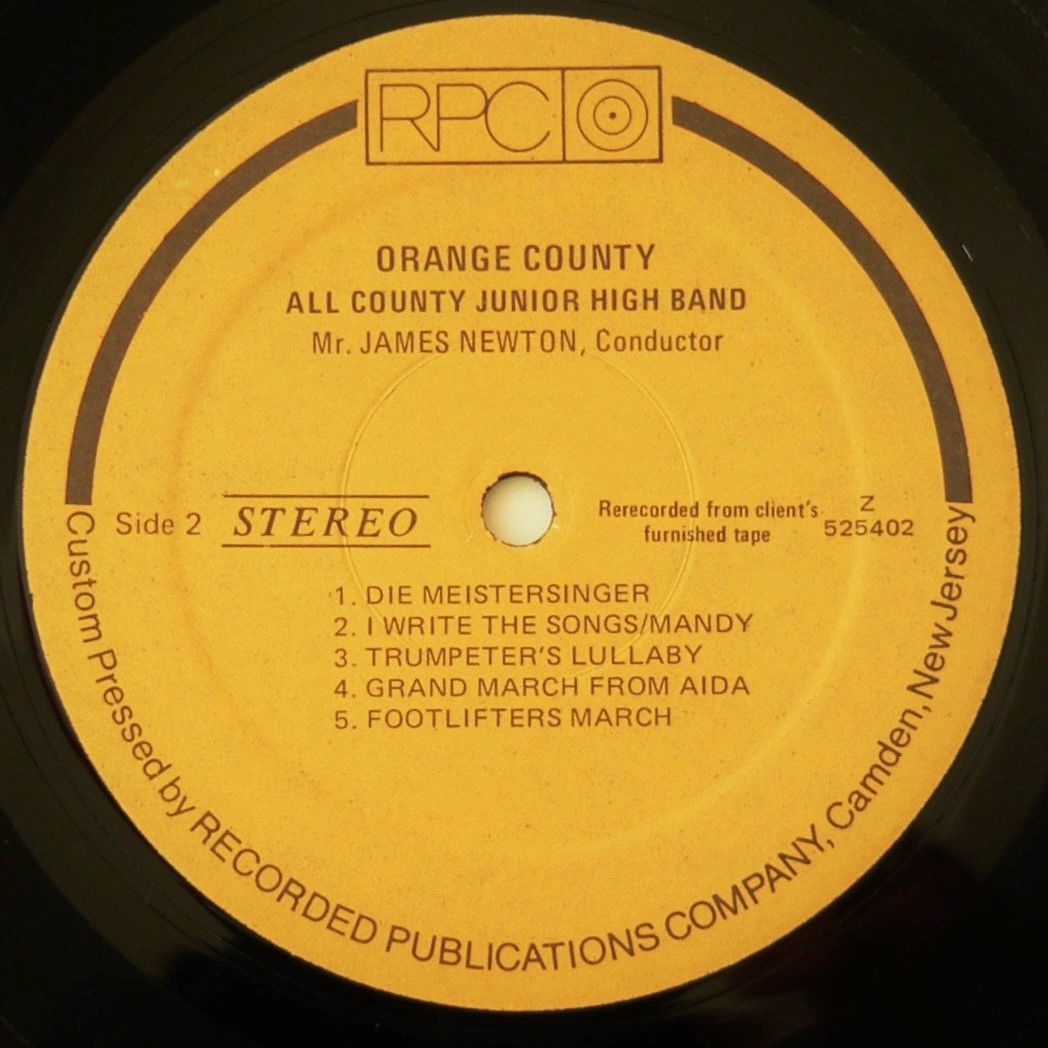 RPC
ORANGE COUNTY
ALL COUNTY JUNIOR HIGH BAND
Mr. JAMES NEWTON, Conductor
Side 2
STEREO
Rerecorded from client's
furnished tape
Z
525402
1. DIE MEISTERSINGER
2. I WRITE THE SONGS/MANDY
3. TRUMPETER'S LULLABY
4. GRAND MARCH FROM AIDA
5. FOOTLIFTERS MARCH
Custom Pressed by RECORDED PUBLICATIONS COMPANY, Camden, New Jersey